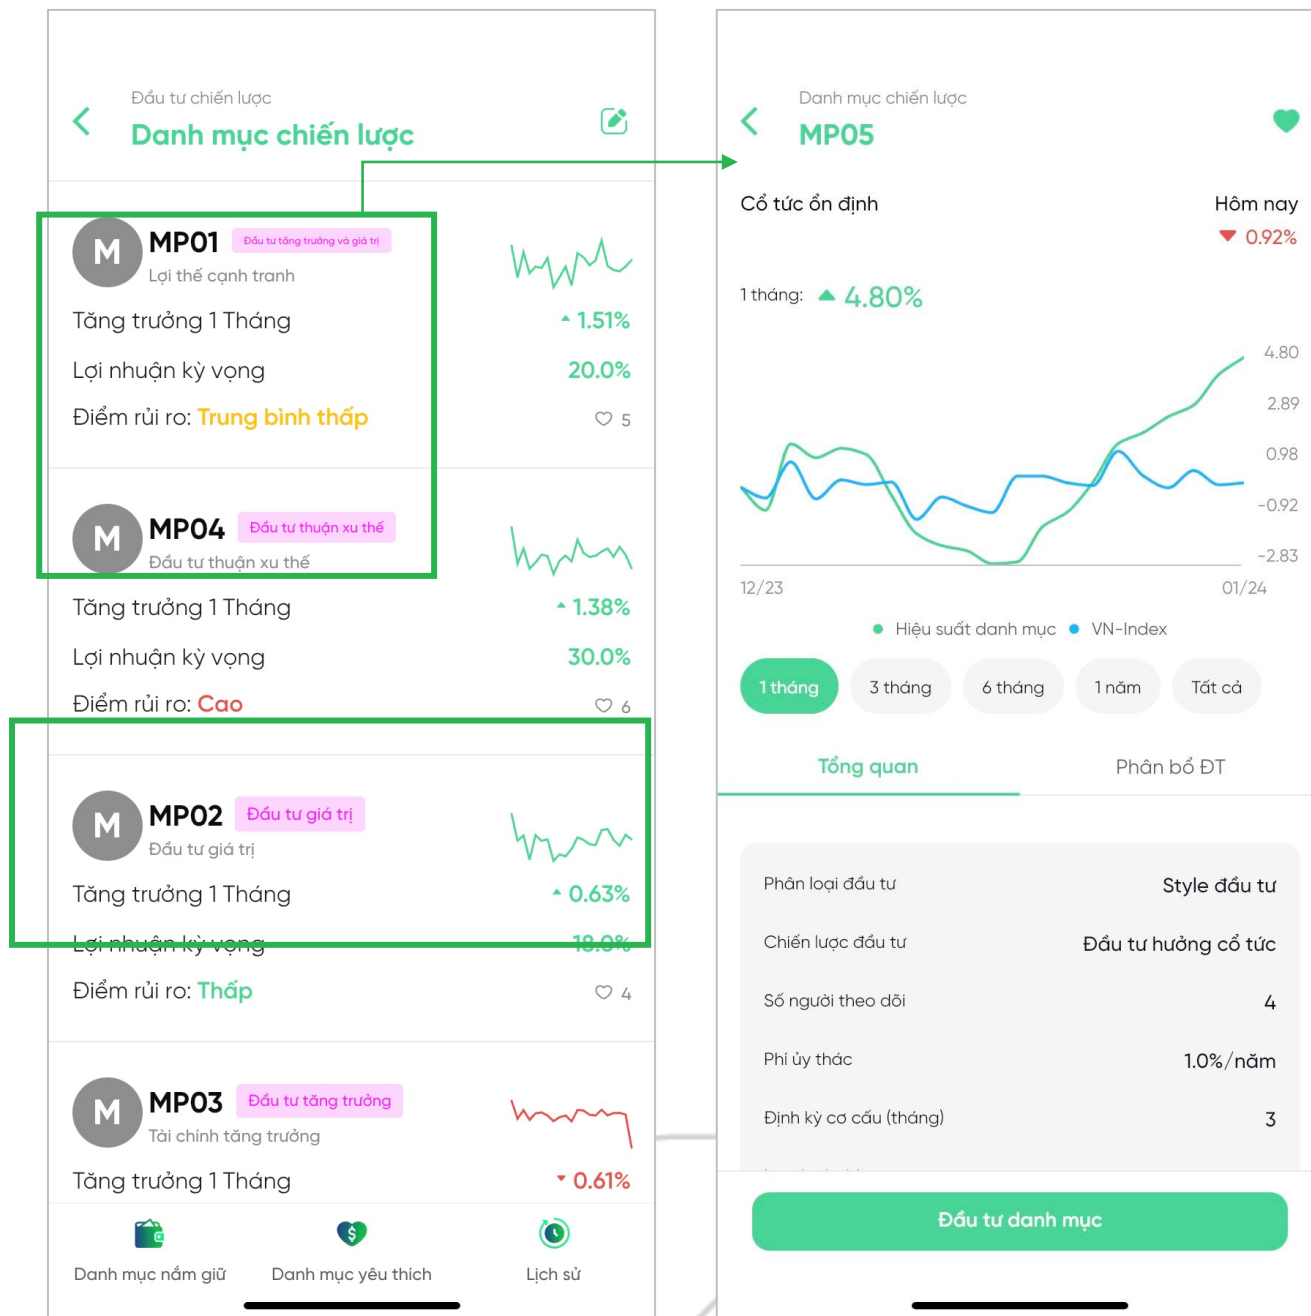 Đầu tư chiến lược
Danh mục chiến lược
M
MP01
Đầu tư tăng trưởng và giá trị
Lợi thế cạnh tranh
Tăng trưởng 1 Tháng
1.51%
Lợi nhuận kỳ vọng
20.0%
Điểm rủi ro: Trung bình thấp
5
M
MP04
Đầu tư thuận xu thế
Đầu tư thuận xu thế
Tăng trưởng 1 Tháng
1.38%
Lợi nhuận kỳ vọng
30.0%
Điểm rủi ro: Cao
6
M
MP02
Đầu tư giá trị
Đầu tư giá trị
Tăng trưởng 1 Tháng
0.63%
Lợi nhuận kỳ vọng
18.0%
Điểm rủi ro: Thấp
4
M
MP03
Đầu tư tăng trưởng
Tài chính tăng trưởng
Tăng trưởng 1 Tháng
0.61%
Danh mục nắm giữ
Danh mục yêu thích
Lịch sử
Danh mục chiến lược
MP05
Cổ tức ổn định
Hôm nay
0.92%
1 tháng: 4.80%
4.80
2.89
0.98
-0.92
-2.83
12/23
01/24
Hiệu suất danh mục
VN-Index
1 tháng
3 tháng
6 tháng
1 năm
Tất cả
Tổng quan
Phân bổ ĐT
Phân loại đầu tư
Style đầu tư
Chiến lược đầu tư
Đầu tư hưởng cổ tức
Số người theo dõi
4
Phí ủy thác
1.0%/năm
Định kỳ cơ cấu (tháng)
3
Đầu tư danh mục